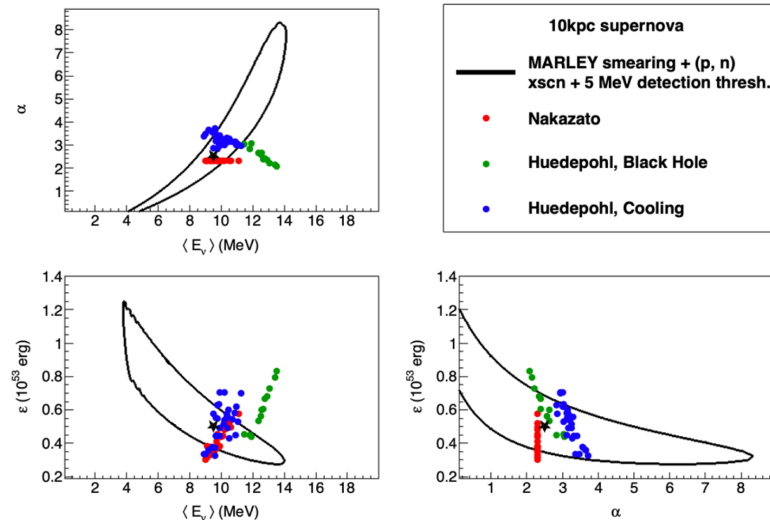 10kpc supernova
MARLEY smearing + (p, n)
xscn + 5 MeV detection thresh.
Nakazato
Huedepohl, Black Hole
Huedepohl, Cooling
α
8
7
6
5
4
3
2
1
2 4 6 8 10 12 14 16 18
⟨ Eν ⟩ (MeV)
ε (10^53 erg)
1.4
1.2
1
0.8
0.6
0.4
0.2
2 4 6 8 10 12 14 16 18
⟨ Eν ⟩ (MeV)
ε (10^53 erg)
1.4
1.2
1
0.8
0.6
0.4
0.2
1 2 3 4 5 6 7 8
α